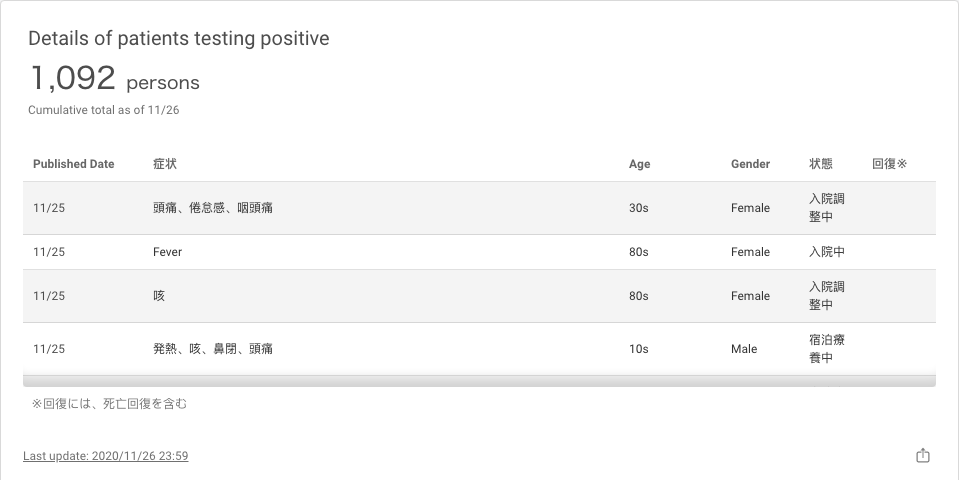 Details of patients testing positive
1,092 persons
Cumulative total as of 11/26
Published Date 症状 Age Gender 状態 回復※
11/25 頭痛、倦怠感、咽頭痛 30s Female 入院調
整中
11/25 Fever 80s Female 入院中
11/25 咳 80s Female 入院調
整中
11/25 発熱、咳、鼻閉、頭痛 10s Male 宿泊療
養中
※回復には、死亡回復を含む
Last update: 2020/11/26 23:59